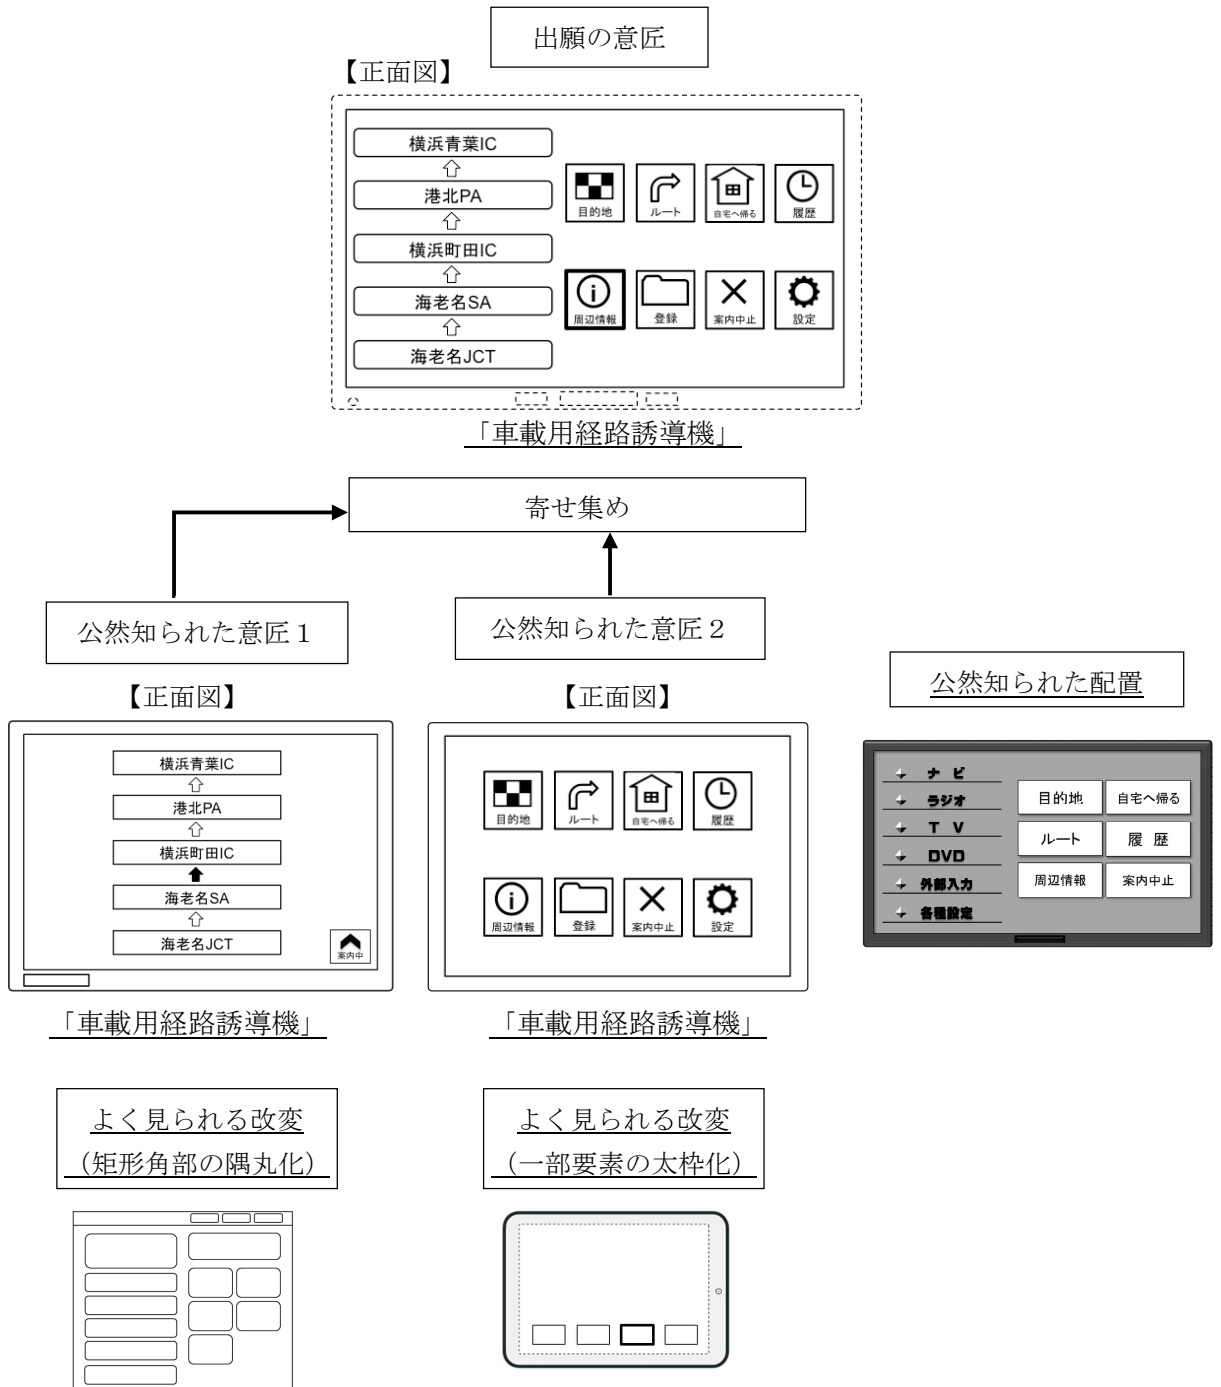 出願の意匠
【正面図】
横浜青葉IC
港北PA
横浜町田IC
海老名SA
海老名JCT
目的地
ルート
自宅へ帰る
履歴
周辺情報
登録
案内中止
設定
「車載用経路誘導機」
寄せ集め
公然知られた意匠１
公然知られた意匠２
公然知られた配置
【正面図】
横浜青葉IC
港北PA
横浜町田IC
海老名SA
海老名JCT
案内中
「車載用経路誘導機」
【正面図】
目的地
ルート
自宅へ帰る
履歴
周辺情報
登録
案内中止
設定
「車載用経路誘導機」
ナビ
ラジオ
TV
DVD
外部入力
各種設定
目的地
自宅へ帰る
ルート
履歴
周辺情報
案内中止
よく見られる改変
（矩形角部の隅丸化）
よく見られる改変
（一部要素の太枠化）